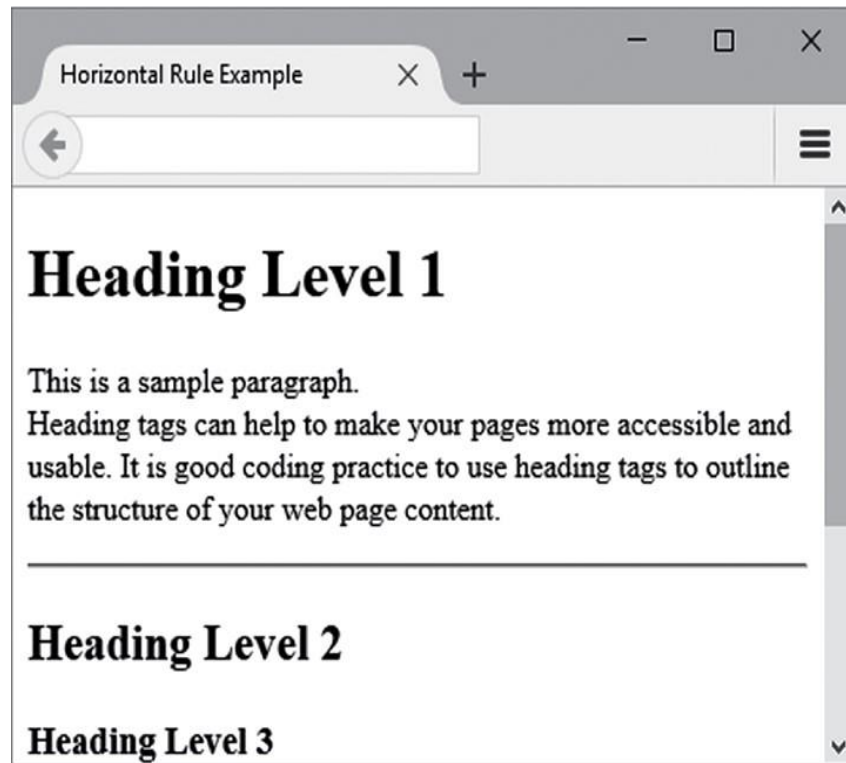 Horizontal Rule Example
Heading Level 1
This is a sample paragraph.
Heading tags can help to make your pages more accessible and
usable. It is good coding practice to use heading tags to outline
the structure of your web page content.
Heading Level 2
Heading Level 3